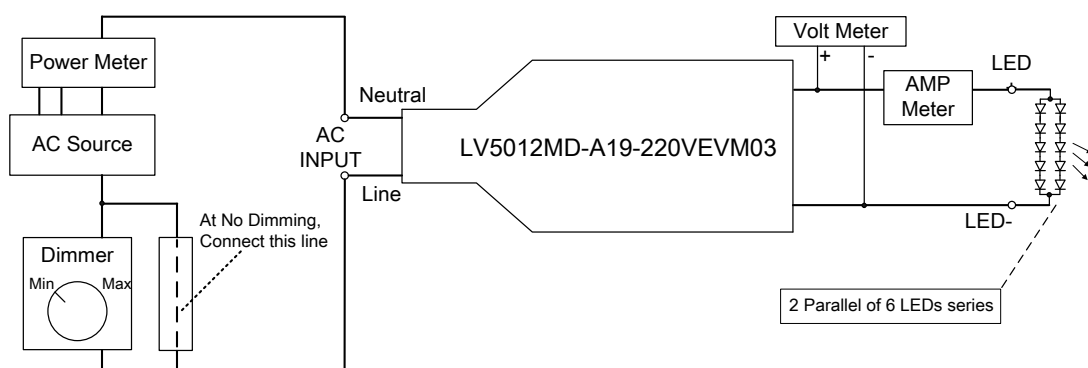 Power Meter
AC Source
Dimmer
Min
Max
At No Dimming,
Connect this line
Neutral
AC
INPUT
Line
LV5012MD-A19-220VEVM03
Volt Meter
+
-
AMP
Meter
LED
LED-
2 Parallel of 6 LEDs series